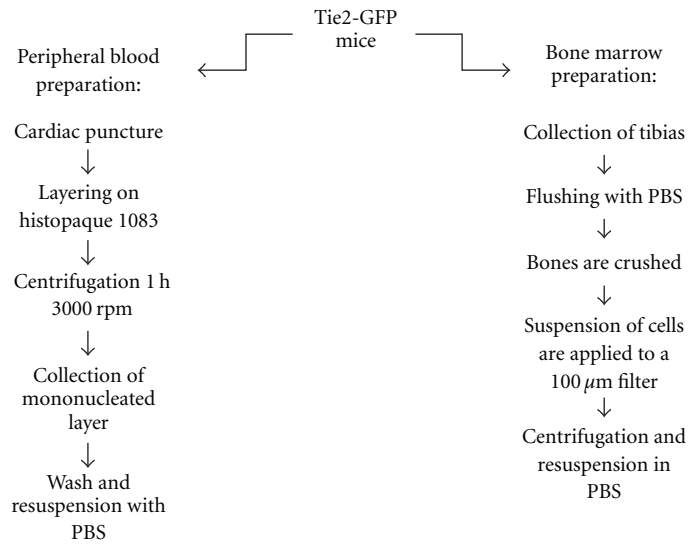 Tie2-GFP
mice
Peripheral blood
preparation:
Cardiac puncture
Layering on
histopaque 1083
Centrifugation 1 h
3000 rpm
Collection of
mononucleated
layer
Wash and
resuspension with
PBS
Bone marrow
preparation:
Collection of tibias
Flushing with PBS
Bones are crushed
Suspension of cells
are applied to a
100 μm filter
Centrifugation and
resuspension in
PBS